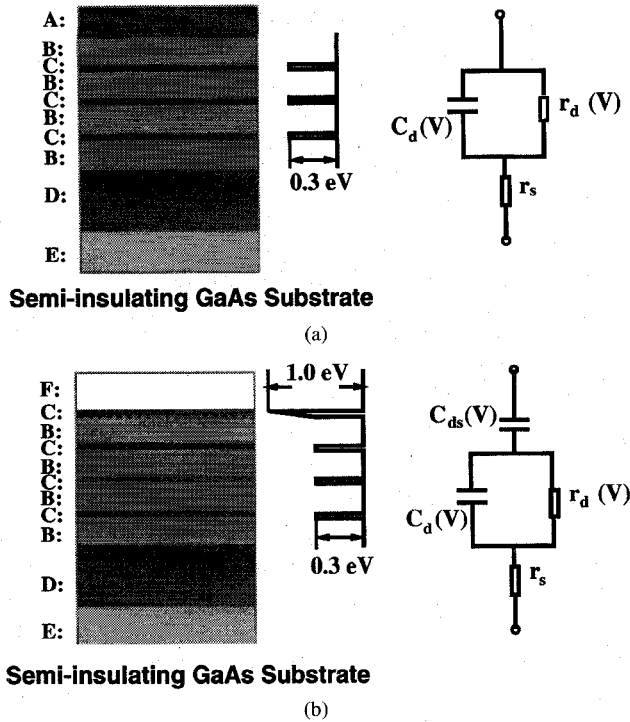 A:
B:
C:
B:
C:
B:
C:
B:
D:
E:
0.3 eV
C_d(V)
r_d (V)
r_s
Semi-insulating GaAs Substrate
(a)
F:
C:
B:
C:
B:
C:
B:
C:
B:
D:
E:
1.0 eV
0.3 eV
C_ds(V)
C_d(V)
r_d (V)
r_s
Semi-insulating GaAs Substrate
(b)